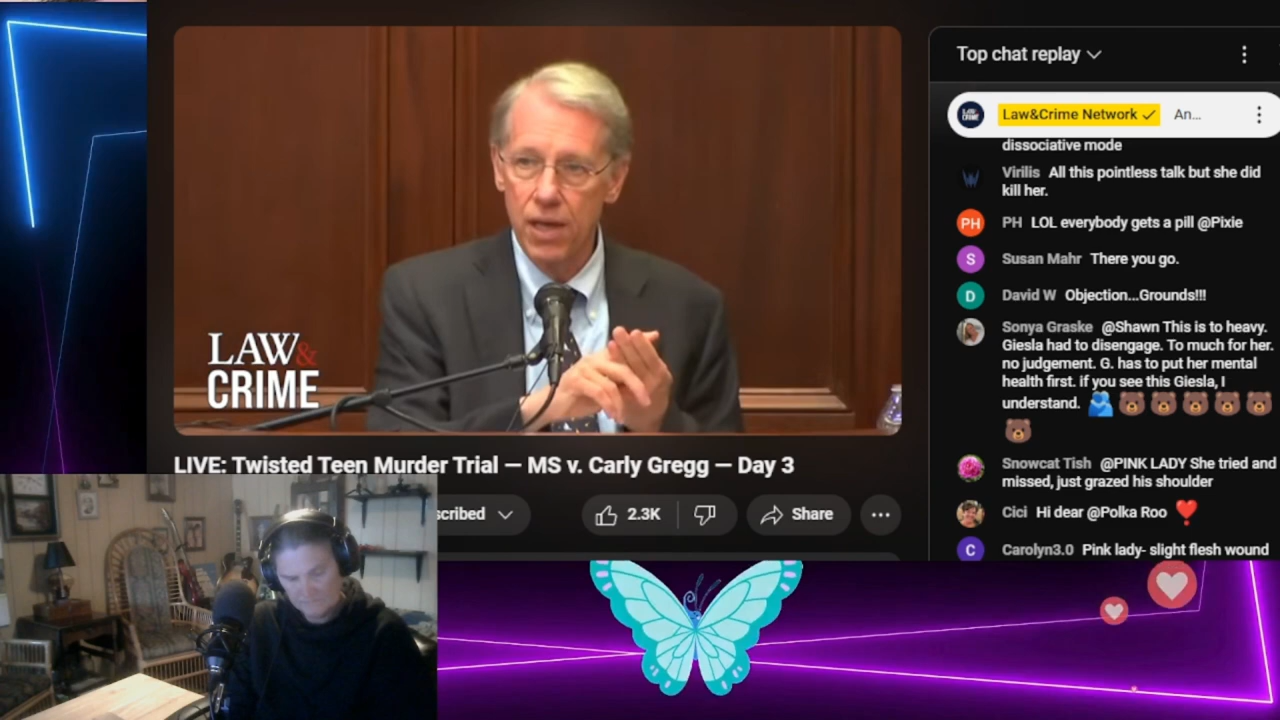 LAW&
CRIME
LIVE: Twisted Teen Murder Trial — MS v. Carly Gregg — Day 3
scribed
2.3K
Share
Top chat replay
LAW&
CRIME
Law&Crime Network An...
dissociative mode
Virilis All this pointless talk but she did
kill her.
PH
PH LOL everybody gets a pill @Pixie
S
Susan Mahr There you go.
D
David W Objection...Grounds!!!
Sonya Graske @Shawn This is to heavy.
Giesla had to disengage. To much for her.
no judgement. G. has to put her mental
health first. if you see this Giesla, I
understand.
Snowcat Tish @PINK LADY She tried and
missed, just grazed his shoulder
Cici Hi dear @Polka Roo
C
Carolyn3.0 Pink lady- slight flesh wound